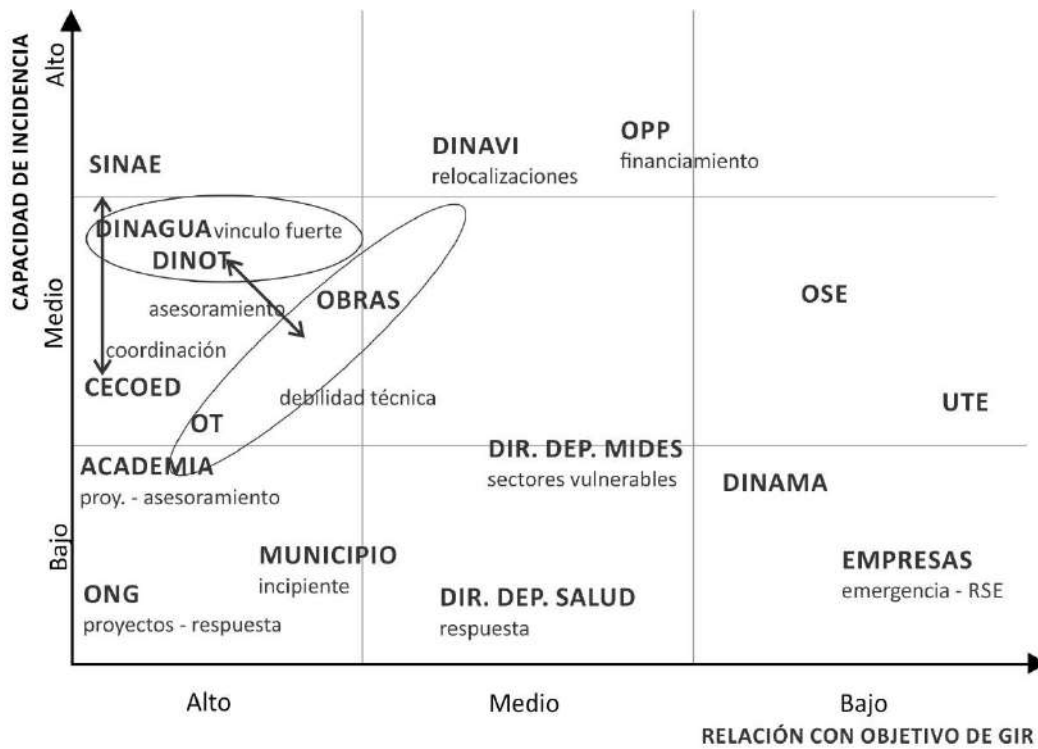 CAPACIDAD DE INCIDENCIA
Alto
Medio
Bajo
SINAE
DINAVI
relocalizaciones
OPP
financiamiento
DINAGUA vinculo fuerte
DINOT
asesoramiento
OBRAS
coordinación
CECOED
OT
debilidad técnica
OSE
UTE
ACADEMIA
proy. - asesoramiento
DIR. DEP. MIDES
sectores vulnerables
DINAMA
MUNICIPIO
incipiente
ONG
proyectos - respuesta
DIR. DEP. SALUD
respuesta
EMPRESAS
emergencia - RSE
Alto
Medio
Bajo
RELACIÓN CON OBJETIVO DE GIR